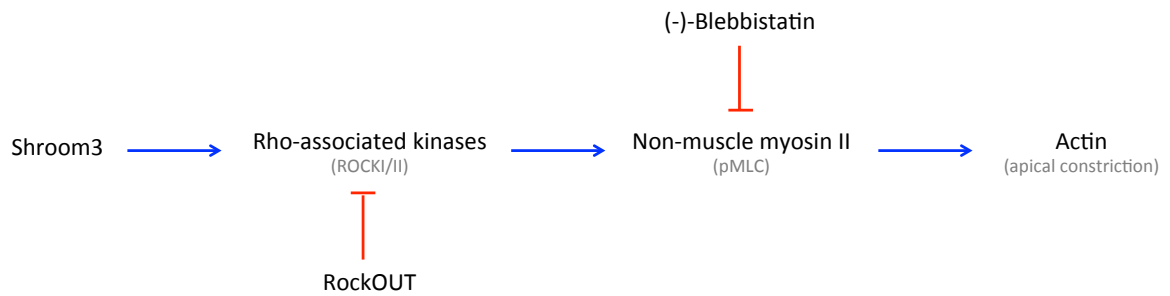 (-)-Blebbistatin
Shroom3
Rho-associated kinases
(ROCKI/II)
Non-muscle myosin II
(pMLC)
Actin
(apical constriction)
RockOUT